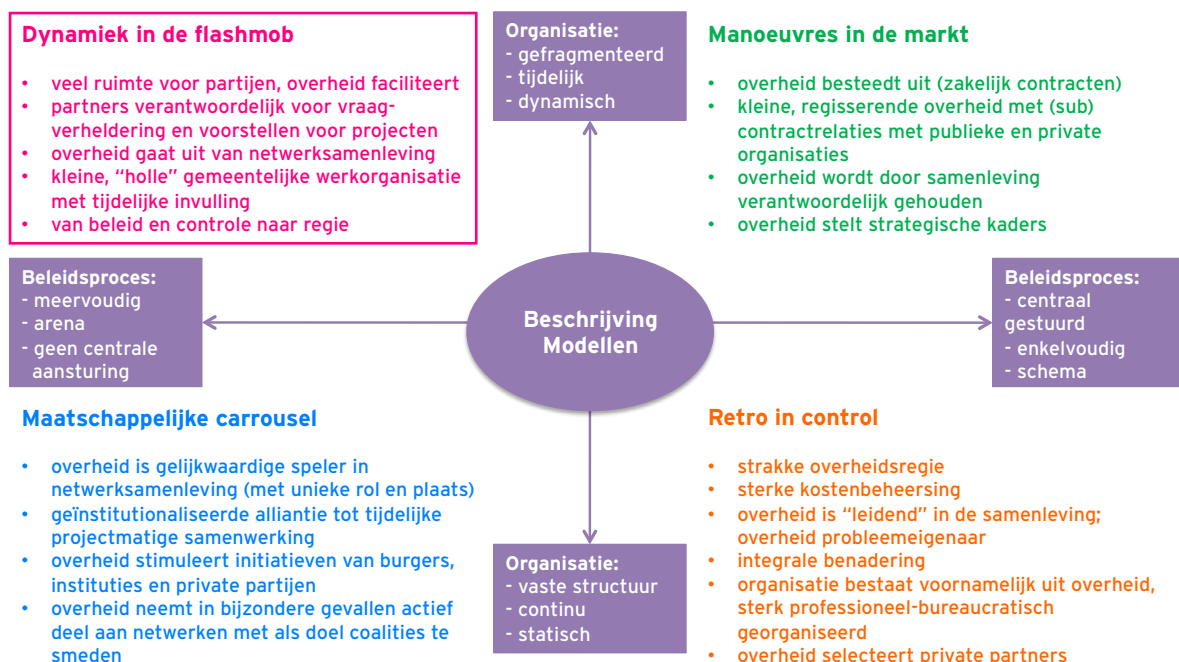 Dynamiek in de flashmob
• veel ruimte voor partijen, overheid faciliteert
• partners verantwoordelijk voor vraag-
verheldering en voorstellen voor projecten
• overheid gaat uit van netwerksamenleving
• kleine, “holle” gemeentelijke werkorganisatie
met tijdelijke invulling
• van beleid en controle naar regie
Organisatie:
- gefragmenteerd
- tijdelijk
- dynamisch
Manoeuvres in de markt
• overheid besteedt uit (zakelijk contracten)
• kleine, regisserende overheid met (sub)
contractrelaties met publieke en private
organisaties
• overheid wordt door samenleving
verantwoordelijk gehouden
• overheid stelt strategische kaders
Beleidsproces:
- meervoudig
- arena
- geen centrale
aansturing
Beschrijving
Modellen
Beleidsproces:
- centraal
gestuurd
- enkelvoudig
- schema
Maatschappelijke carrousel
• overheid is gelijkwaardige speler in
netwerksamenleving (met unieke rol en plaats)
• geïnstitutionaliseerde alliantie tot tijdelijke
projectmatige samenwerking
• overheid stimuleert initiatieven van burgers,
instituties en private partijen
• overheid neemt in bijzondere gevallen actief
deel aan netwerken met als doel coalities te
smeden
Organisatie:
- vaste structuur
- continu
- statisch
Retro in control
• strakke overheidsregie
• sterke kostenbeheersing
• overheid is “leidend” in de samenleving;
overheid probleemeigenaar
• integrale benadering
• organisatie bestaat voornamelijk uit overheid,
sterk professioneel-bureaucratisch
georganiseerd
• overheid selecteert private partners